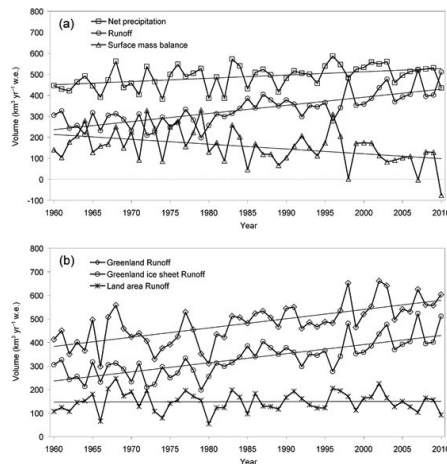 (a)
Net precipitation
Runoff
Surface mass balance
800
700
600
500
400
300
200
100
0
-100
Volume (km³ yr⁻¹ w.e.)
1960 1965 1970 1975 1980 1985 1990 1995 2000 2005 2010
Year
(b)
Greenland Runoff
Greenland ice sheet Runoff
Land area Runoff
800
700
600
500
400
300
200
100
0
Volume (km³ yr⁻¹ w.e.)
1960 1965 1970 1975 1980 1985 1990 1995 2000 2005 2010
Year